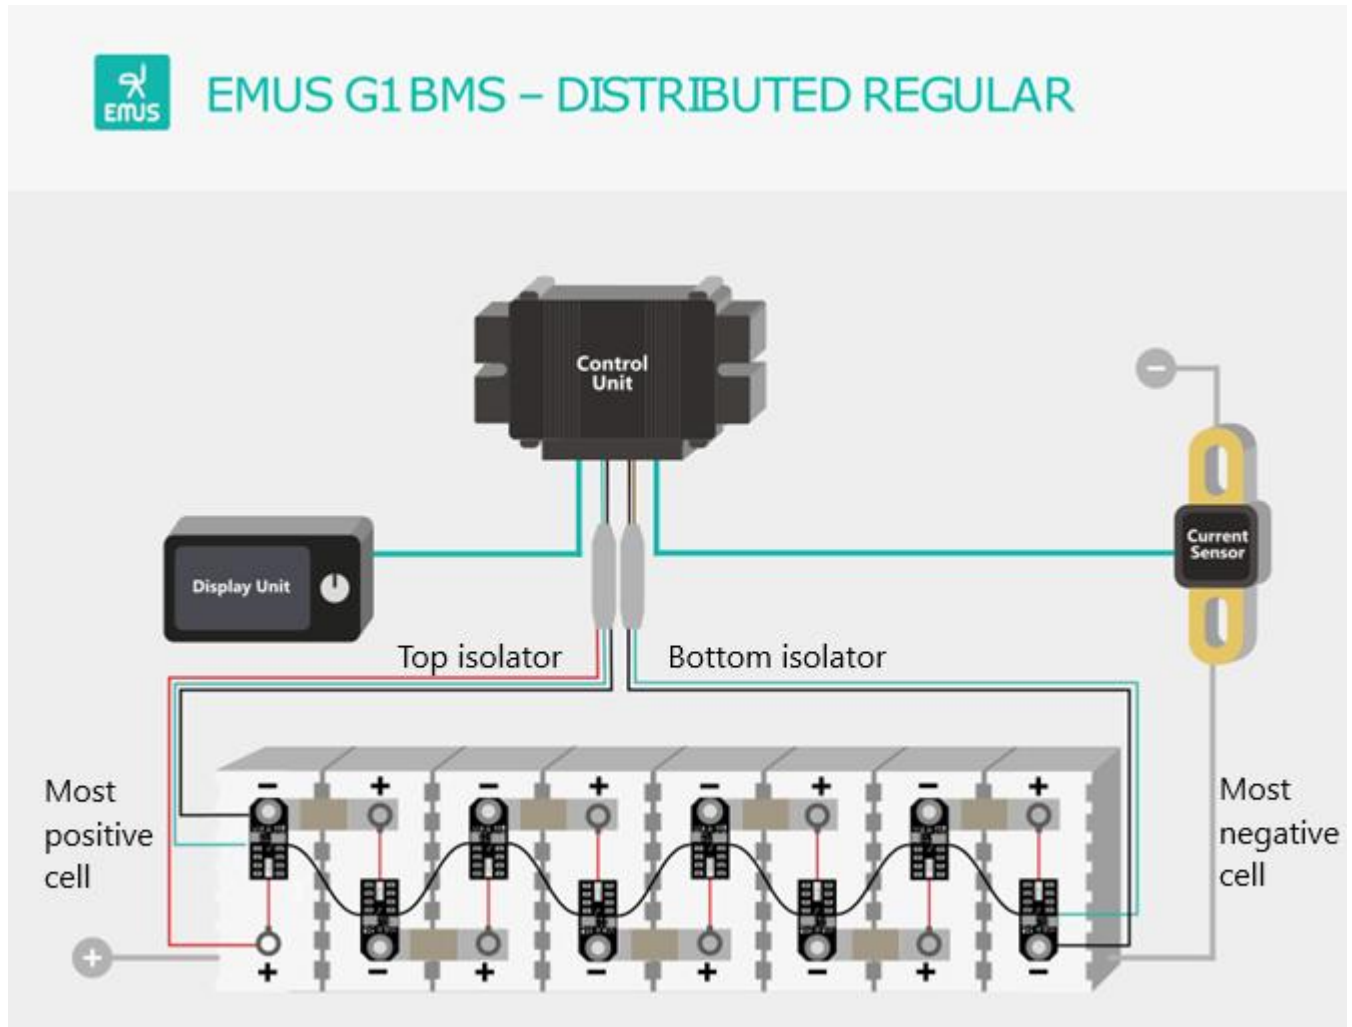 EMUS
EMUS G1 BMS – DISTRIBUTED REGULAR
Control
Unit
−
Current
Sensor
Display Unit
Top isolator
Bottom isolator
Most
positive
cell
− + − + − + − +
Most
negative
cell
+
+ − + − + − + −